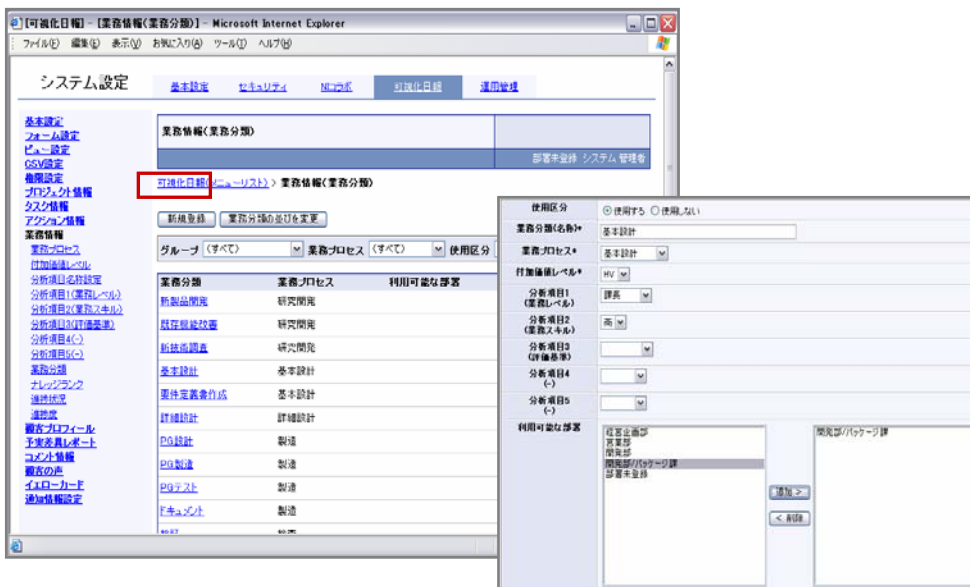 [可視化日報] - [業務情報(業務分類)] - Microsoft Internet Explorer
ファイル(F) 編集(E) 表示(V) お気に入り(A) ツール(T) ヘルプ(H)
システム設定
基本設定 セキュリティ NIコラボ 可視化日報 運用管理
基本設定
フォーム設定
ビュー設定
CSV設定
権限設定
プロジェクト情報
タスク情報
アクション情報
業務情報
業務プロセス
付加価値レベル
分析項目名称設定
分析項目1(業務レベル)
分析項目2(業務スキル)
分析項目3(評価基準)
分析項目4(-)
分析項目5(-)
業務分類
ナレッジランク
進捗状況
進捗度
顧客プロフィール
予実差異レポート
コメント情報
顧客の声
イエローカード
通知情報設定
業務情報(業務分類)
部署未登録 システム 管理者
可視化日報(メニューリスト) > 業務情報(業務分類)
新規登録 業務分類の並びを変更
グループ (すべて) 業務プロセス (すべて) 使用区分
業務分類 業務プロセス 利用可能な部署
新製品開発 研究開発
既存機能改善 研究開発
新技術調査 研究開発
基本設計 基本設計
要件定義書作成 基本設計
詳細設計 詳細設計
PG設計 製造
PG製造 製造
PGテスト 製造
ドキュメント 製造
使用区分 使用する 使用しない
業務分類(名称)* 基本設計
業務プロセス* 基本設計
付加価値レベル* HV
分析項目1
(業務レベル) 課長
分析項目2
(業務スキル) 高
分析項目3
(評価基準)
分析項目4
(-)
分析項目5
(-)
利用可能な部署
経営企画部
営業部
開発部
開発部/パッケージ課
部署未登録
追加 >
< 削除
開発部/パッケージ課